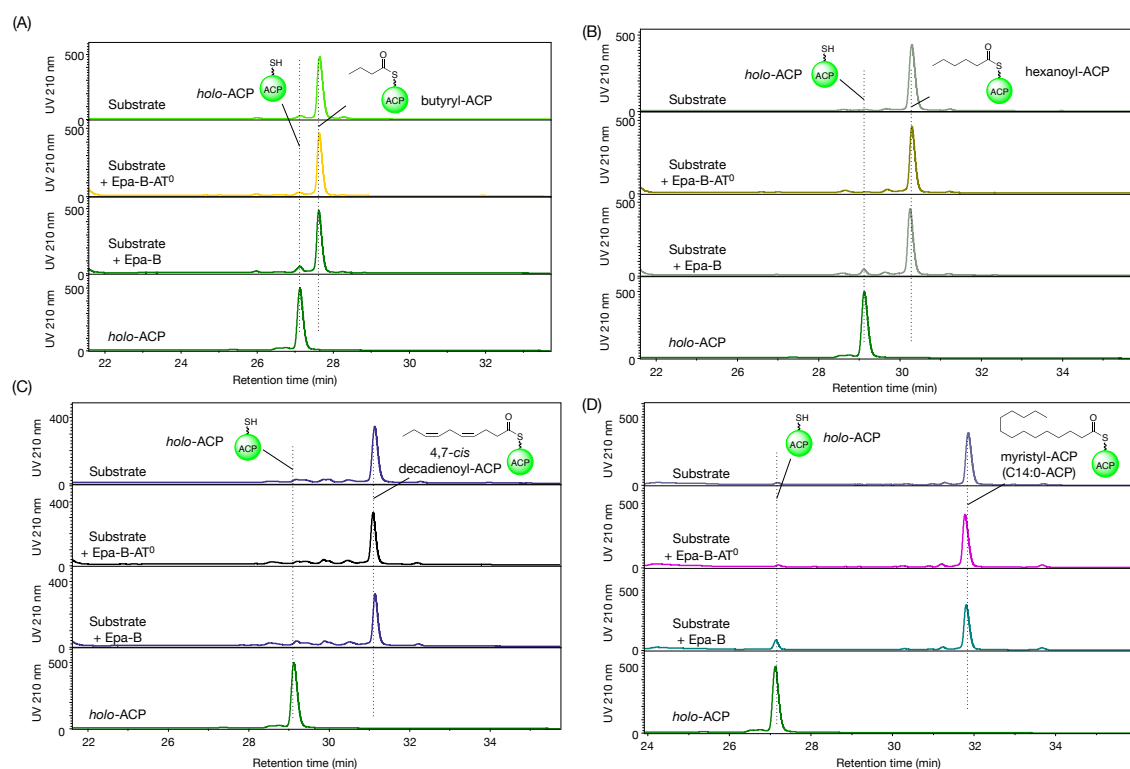 (A)
UV 210 nm
500
0
Substrate
holo-ACP
SH
ACP
O
S
ACP
butyryl-ACP
UV 210 nm
500
0
Substrate
+ Epa-B-AT⁰
UV 210 nm
500
0
Substrate
+ Epa-B
UV 210 nm
500
0
holo-ACP
22 24 26 28 30 32
Retention time (min)
(B)
UV 210 nm
500
0
Substrate
holo-ACP
SH
ACP
O
S
ACP
hexanoyl-ACP
UV 210 nm
500
0
Substrate
+ Epa-B-AT⁰
UV 210 nm
500
0
Substrate
+ Epa-B
UV 210 nm
500
0
holo-ACP
22 24 26 28 30 32 34
Retention time (min)
(C)
UV 210 nm
400
0
Substrate
holo-ACP
SH
ACP
O
S
ACP
4,7-cis
decadienoyl-ACP
UV 210 nm
400
0
Substrate
+ Epa-B-AT⁰
UV 210 nm
400
0
Substrate
+ Epa-B
UV 210 nm
500
0
holo-ACP
22 24 26 28 30 32 34
Retention time (min)
(D)
UV 210 nm
500
0
Substrate
SH
ACP
holo-ACP
O
S
ACP
myristyl-ACP
(C14:0-ACP)
UV 210 nm
500
0
Substrate
+ Epa-B-AT⁰
UV 210 nm
500
0
Substrate
+ Epa-B
UV 210 nm
500
0
holo-ACP
24 26 28 30 32 34
Retention time (min)